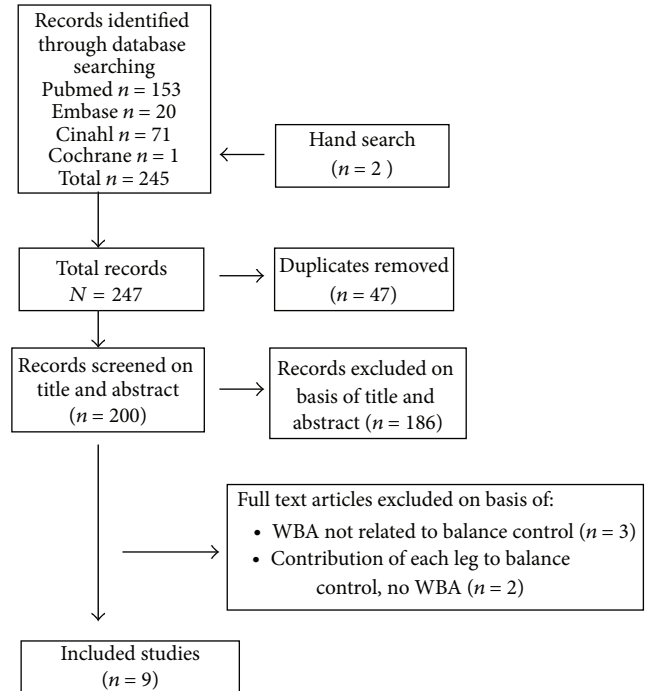 Records identified
through database
searching
Pubmed n = 153
Embase n = 20
Cinahl n = 71
Cochrane n = 1
Total n = 245
Hand search
(n = 2 )
Total records
N = 247
Duplicates removed
(n = 47)
Records screened on
title and abstract
(n = 200)
Records excluded on
basis of title and
abstract (n = 186)
Full text articles excluded on basis of:
• WBA not related to balance control (n = 3)
• Contribution of each leg to balance
control, no WBA (n = 2)
Included studies
(n = 9)